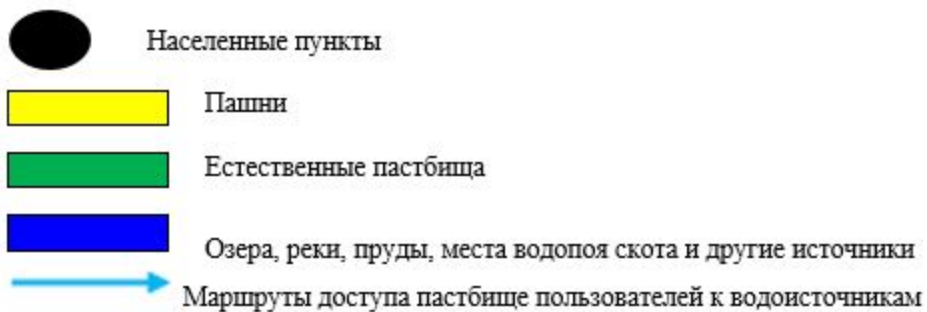 Населенные пункты
Пашни
Естественные пастбища
Озера, реки, пруды, места водопоя скота и другие источники
Маршруты доступа пастбище пользователей к водоисточникам